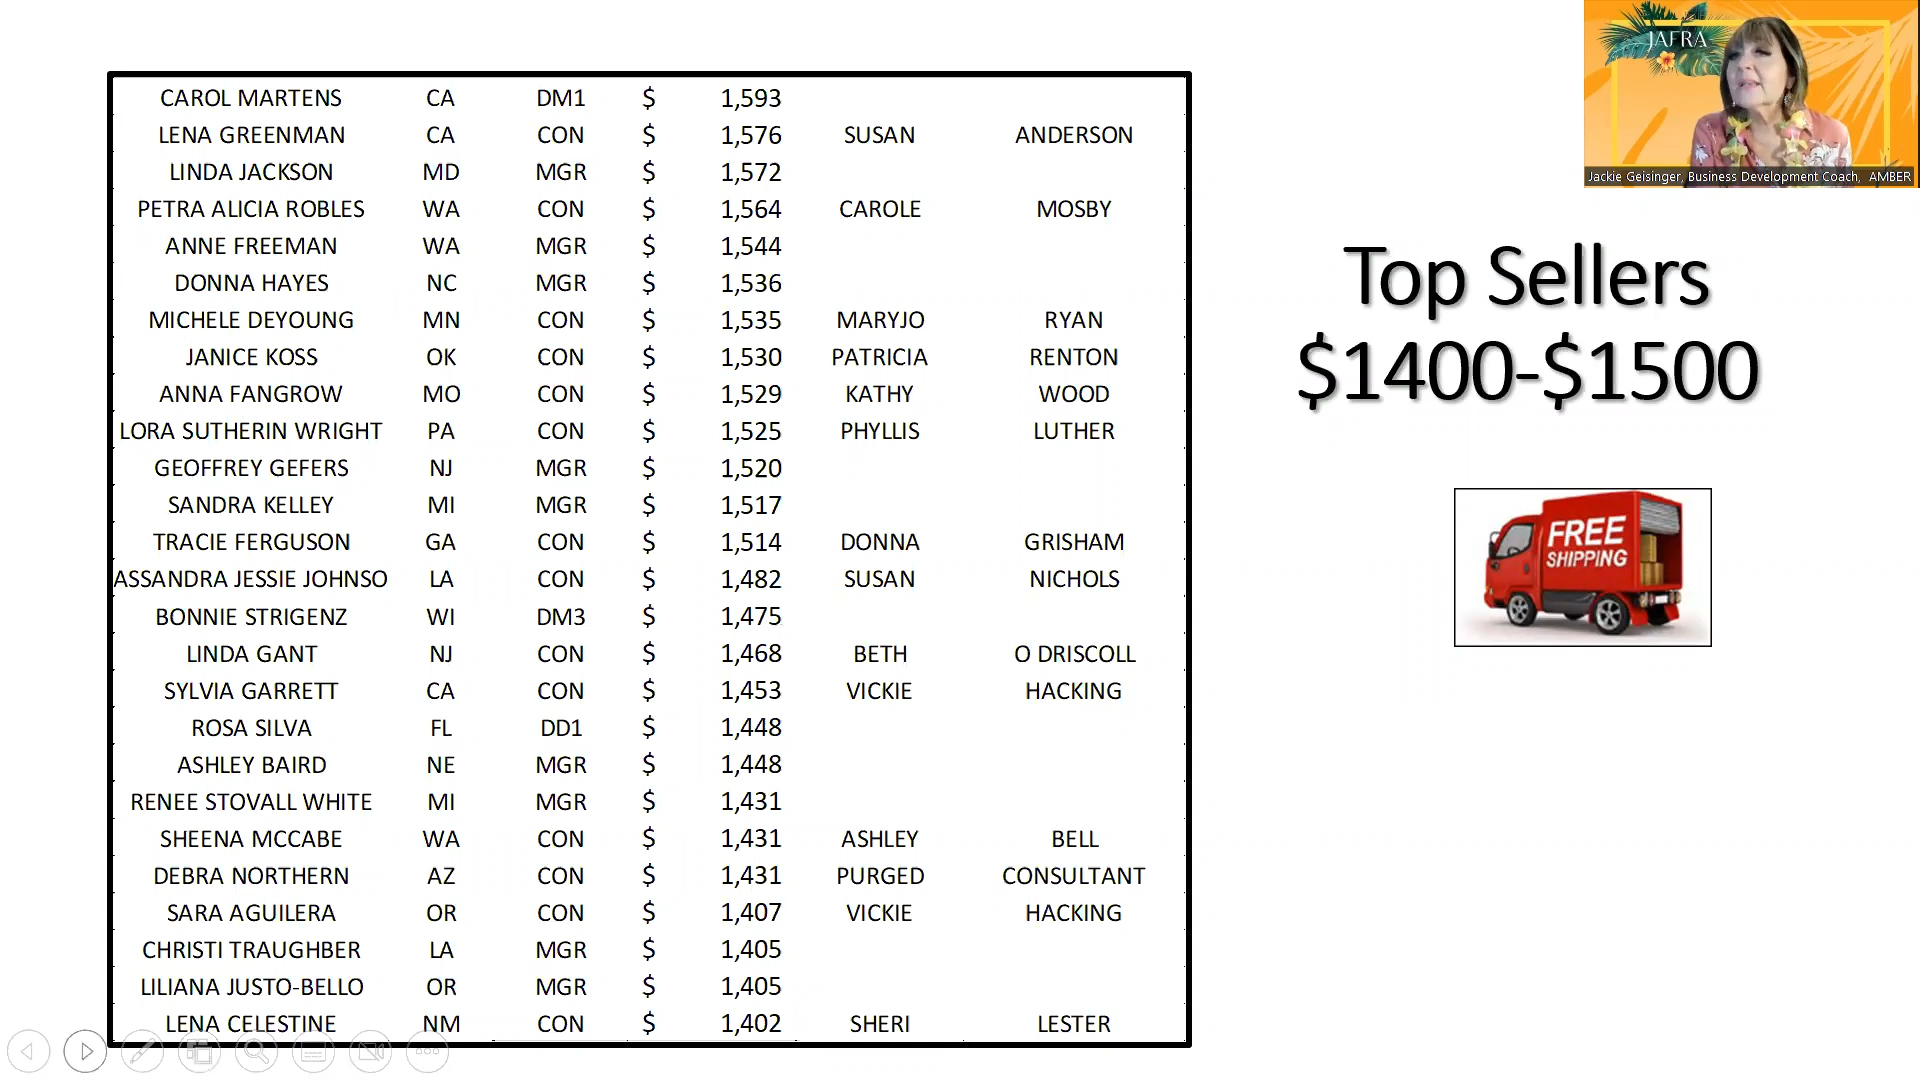 CAROL MARTENS CA DM1 $ 1,593
LENA GREENMAN CA CON $ 1,576 SUSAN ANDERSON
LINDA JACKSON MD MGR $ 1,572
PETRA ALICIA ROBLES WA CON $ 1,564 CAROLE MOSBY
ANNE FREEMAN WA MGR $ 1,544
DONNA HAYES NC MGR $ 1,536
MICHELE DEYOUNG MN CON $ 1,535 MARYJO RYAN
JANICE KOSS OK CON $ 1,530 PATRICIA RENTON
ANNA FANGROW MO CON $ 1,529 KATHY WOOD
LORA SUTHERIN WRIGHT PA CON $ 1,525 PHYLLIS LUTHER
GEOFFREY GEFERS NJ MGR $ 1,520
SANDRA KELLEY MI MGR $ 1,517
TRACIE FERGUSON GA CON $ 1,514 DONNA GRISHAM
ASSANDRA JESSIE JOHNSO LA CON $ 1,482 SUSAN NICHOLS
BONNIE STRIGENZ WI DM3 $ 1,475
LINDA GANT NJ CON $ 1,468 BETH O DRISCOLL
SYLVIA GARRETT CA CON $ 1,453 VICKIE HACKING
ROSA SILVA FL DD1 $ 1,448
ASHLEY BAIRD NE MGR $ 1,448
RENEE STOVALL WHITE MI MGR $ 1,431
SHEENA MCCABE WA CON $ 1,431 ASHLEY BELL
DEBRA NORTHERN AZ CON $ 1,431 PURGED CONSULTANT
SARA AGUILERA OR CON $ 1,407 VICKIE HACKING
CHRISTI TRAUGHBER LA MGR $ 1,405
LILIANA JUSTO-BELLO OR MGR $ 1,405
LENA CELESTINE NM CON $ 1,402 SHERI LESTER
JAFRA
Jackie Geisinger, Business Development Coach, AMBER
Top Sellers
$1400-$1500
FREE
SHIPPING